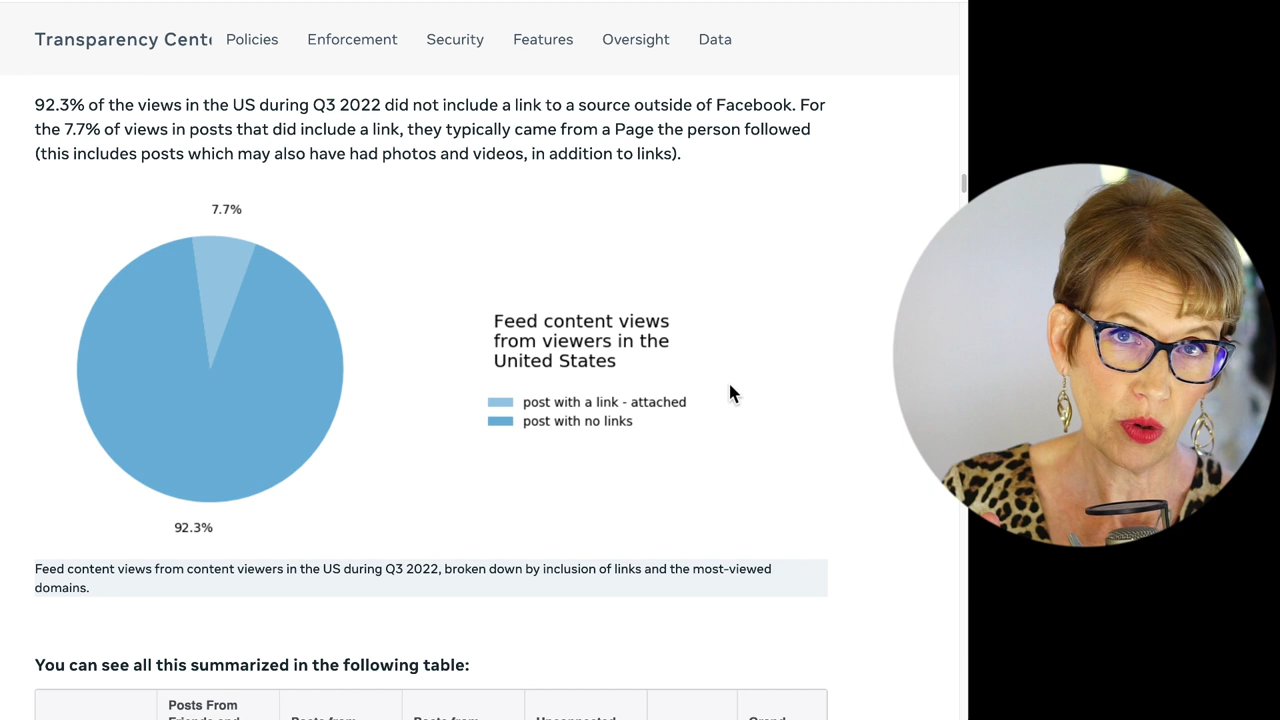 Transparency Cent
Policies
Enforcement
Security
Features
Oversight
Data
92.3% of the views in the US during Q3 2022 did not include a link to a source outside of Facebook. For
the 7.7% of views in posts that did include a link, they typically came from a Page the person followed
(this includes posts which may also have had photos and videos, in addition to links).
7.7%
92.3%
Feed content views
from viewers in the
United States
post with a link - attached
post with no links
Feed content views from content viewers in the US during Q3 2022, broken down by inclusion of links and the most-viewed
domains.
You can see all this summarized in the following table:
Posts From